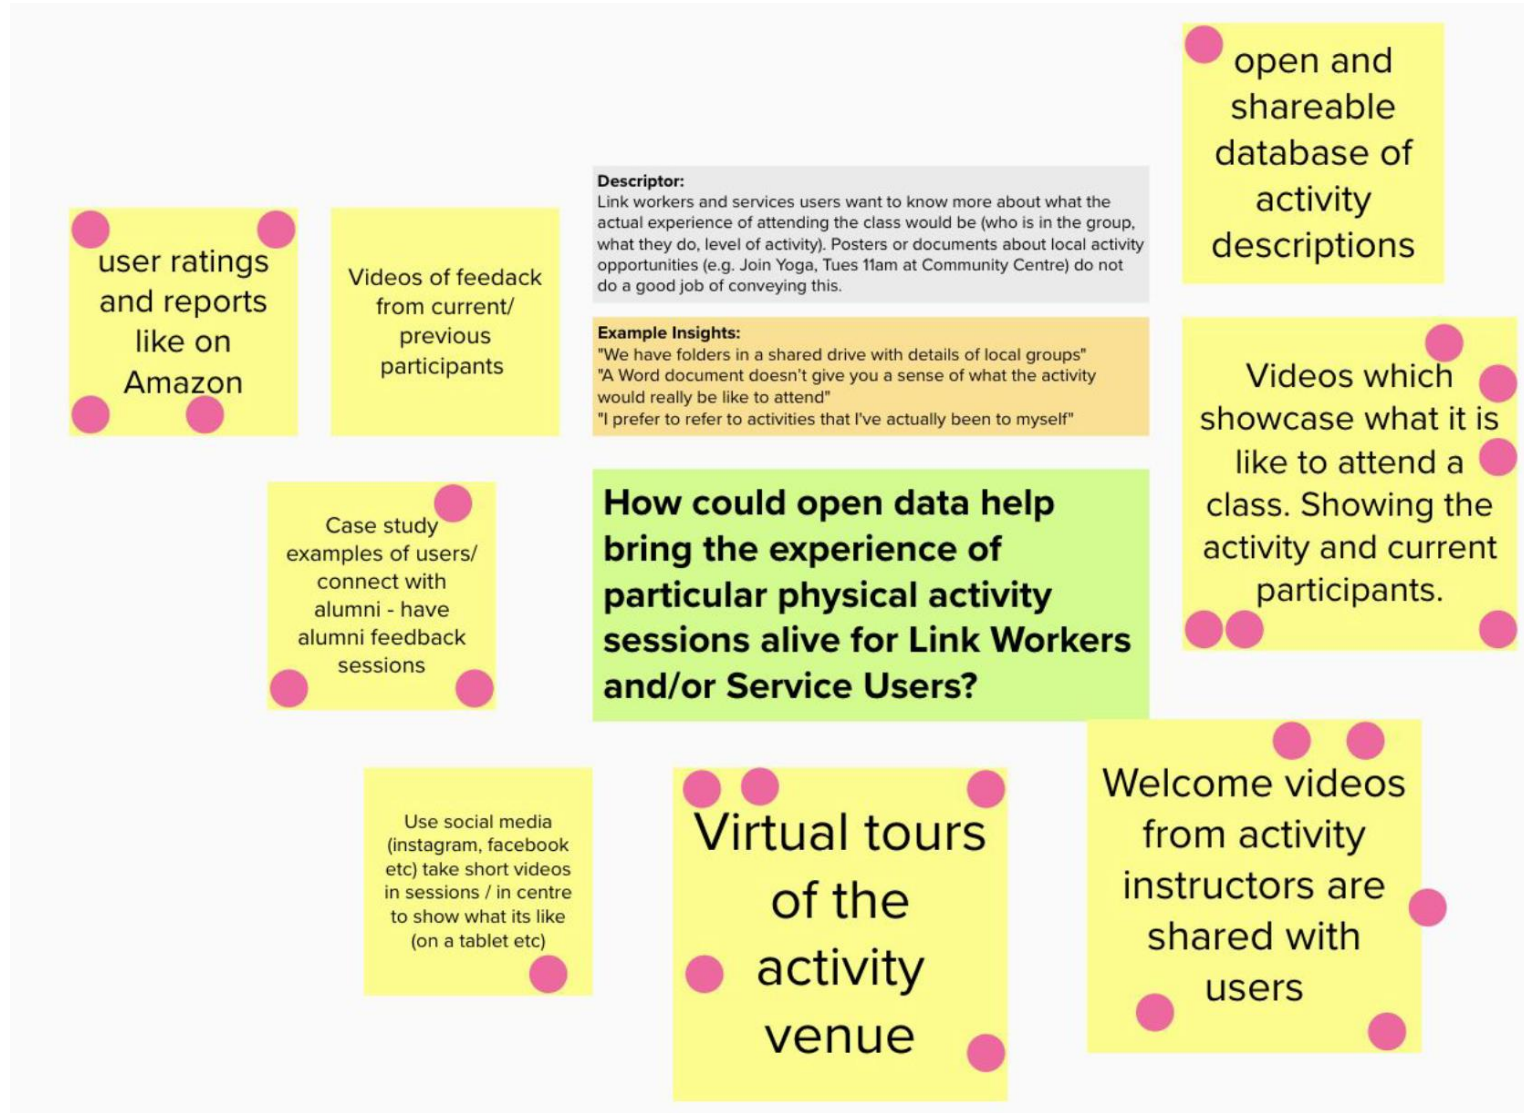 open and
shareable
database of
activity
descriptions
Descriptor:
Link workers and services users want to know more about what the
actual experience of attending the class would be (who is in the group,
what they do, level of activity). Posters or documents about local activity
opportunities (e.g. Join Yoga, Tues 11am at Community Centre) do not
do a good job of conveying this.
user ratings
and reports
like on
Amazon
Videos of feedack
from current/
previous
participants
Example Insights:
"We have folders in a shared drive with details of local groups"
"A Word document doesn't give you a sense of what the activity
would really be like to attend"
"I prefer to refer to activities that I've actually been to myself"
Videos which
showcase what it is
like to attend a
class. Showing the
activity and current
participants.
Case study
examples of users/
connect with
alumni - have
alumni feedback
sessions
How could open data help
bring the experience of
particular physical activity
sessions alive for Link Workers
and/or Service Users?
Use social media
(instagram, facebook
etc) take short videos
in sessions / in centre
to show what its like
(on a tablet etc)
Virtual tours
of the
activity
venue
Welcome videos
from activity
instructors are
shared with
users